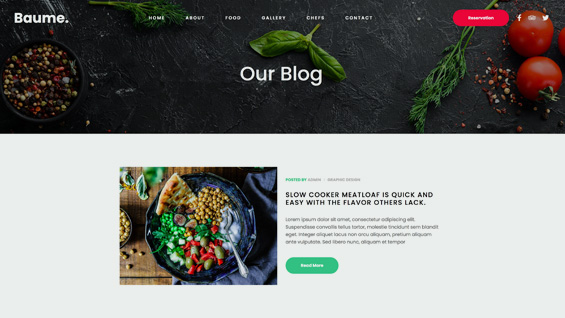 Baume.
HOME ABOUT FOOD GALLERY CHEFS CONTACT
Reservation
Our Blog
POSTED BY ADMIN / GRAPHIC DESIGN
SLOW COOKER MEATLOAF IS QUICK AND
EASY WITH THE FLAVOR OTHERS LACK.
Lorem ipsum dolor sit amet, consectetur adipiscing elit.
Suspendisse convallis tellus tortor, molestie tincidunt sem blandit
eget. Integer aliquet lacus non arcu aliquam, pretium aliquam
ante vulputate. Sed libero nunc, aliquam et tempor
Read More